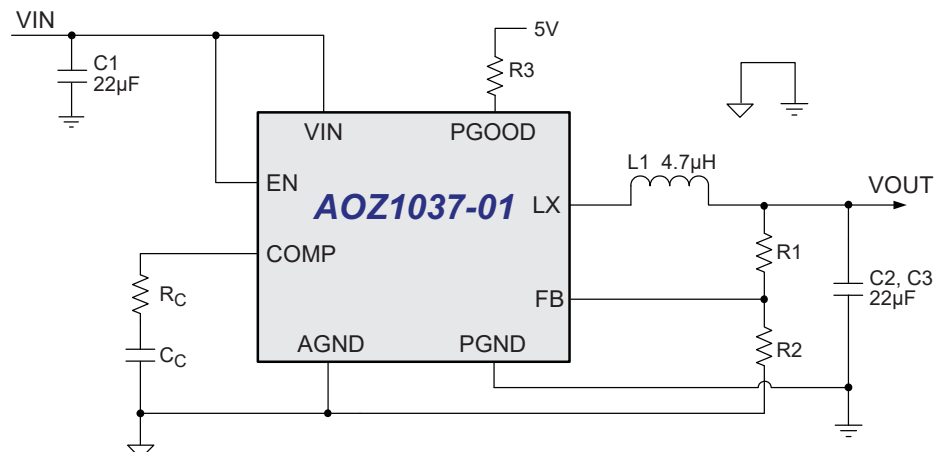 VIN
5V
C1
22µF
R3
VIN
PGOOD
L1 4.7µH
EN
VOUT
AOZ1037-01
LX
COMP
R1
C2, C3
22µF
RC
FB
R2
CC
AGND
PGND